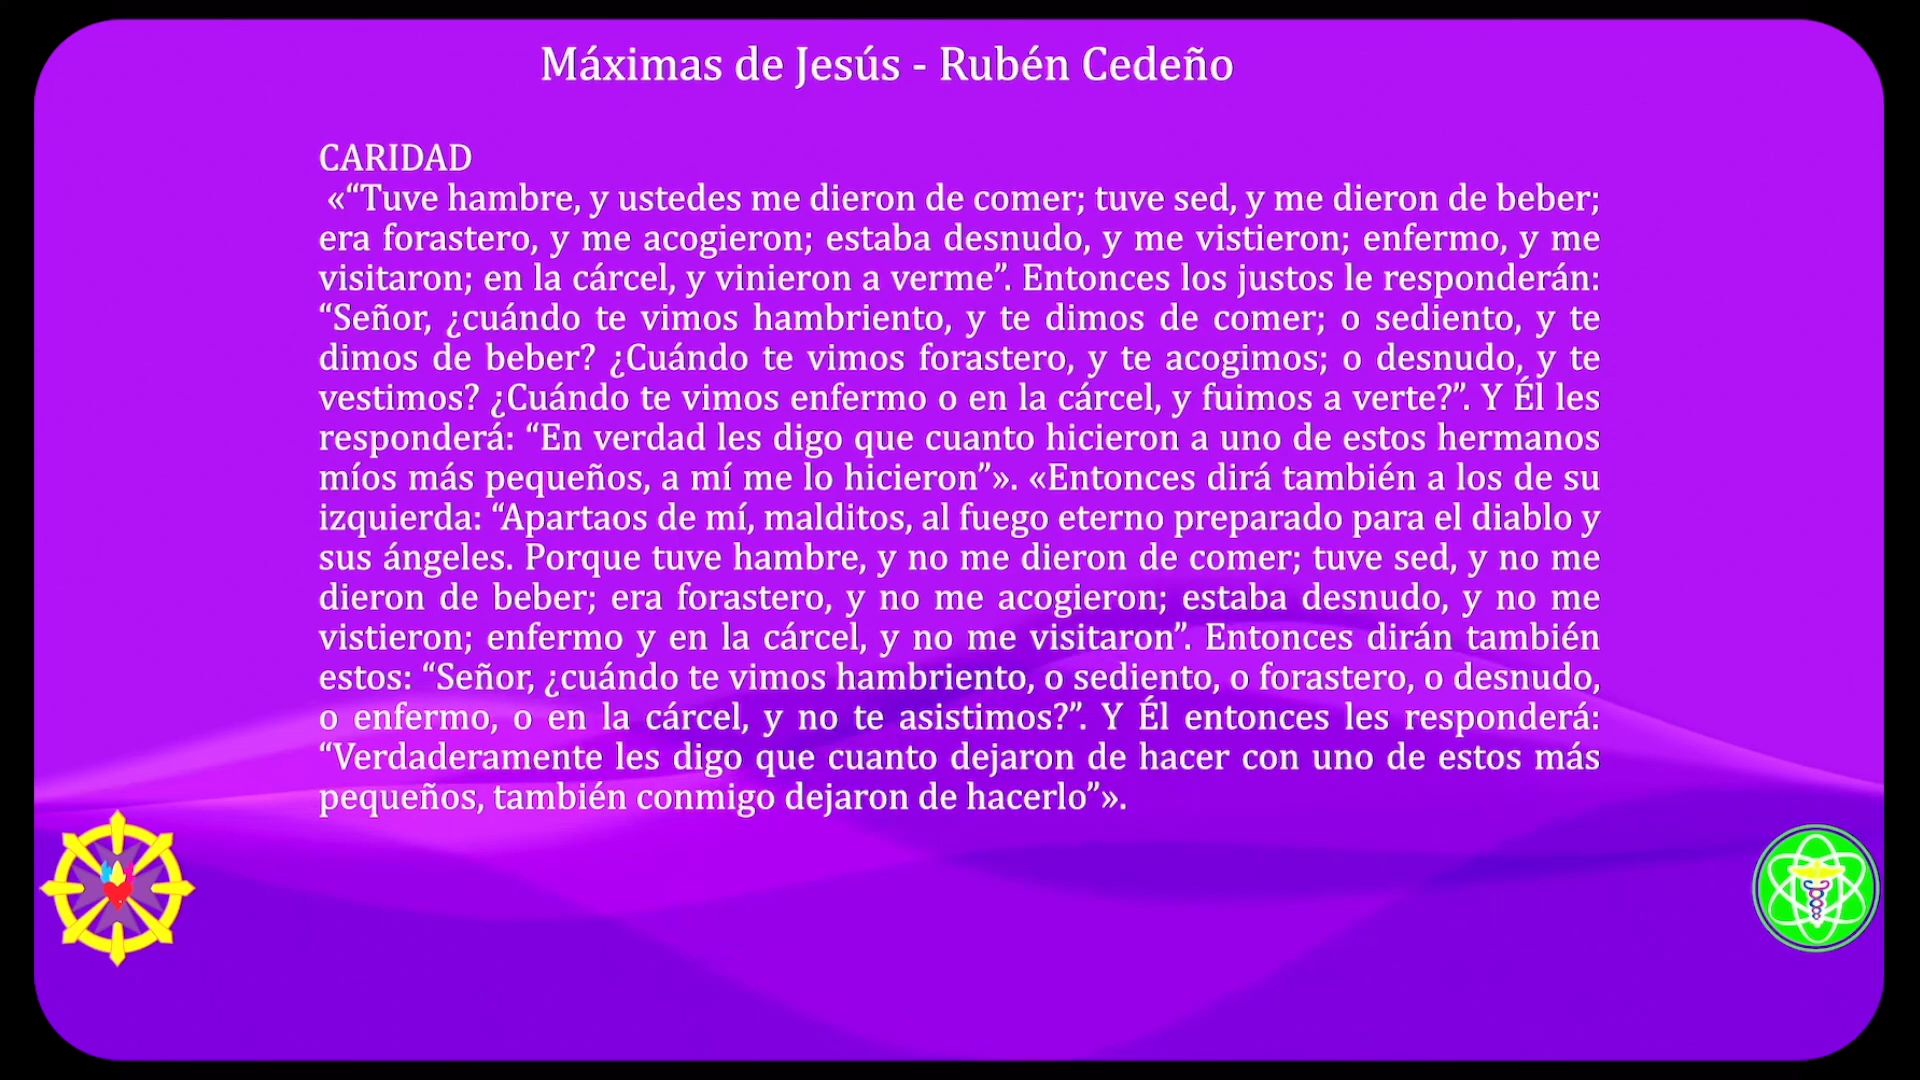 Máximas de Jesús - Rubén Cedeño
CARIDAD
«“Tuve hambre, y ustedes me dieron de comer; tuve sed, y me dieron de beber;
era forastero, y me acogieron; estaba desnudo, y me vistieron; enfermo, y me
visitaron; en la cárcel, y vinieron a verme”. Entonces los justos le responderán:
“Señor, ¿cuándo te vimos hambriento, y te dimos de comer; o sediento, y te
dimos de beber? ¿Cuándo te vimos forastero, y te acogimos; o desnudo, y te
vestimos? ¿Cuándo te vimos enfermo o en la cárcel, y fuimos a verte?”. Y Él les
responderá: “En verdad les digo que cuanto hicieron a uno de estos hermanos
míos más pequeños, a mí me lo hicieron”». «Entonces dirá también a los de su
izquierda: “Apartaos de mí, malditos, al fuego eterno preparado para el diablo y
sus ángeles. Porque tuve hambre, y no me dieron de comer; tuve sed, y no me
dieron de beber; era forastero, y no me acogieron; estaba desnudo, y no me
vistieron; enfermo y en la cárcel, y no me visitaron”. Entonces dirán también
estos: “Señor, ¿cuándo te vimos hambriento, o sediento, o forastero, o desnudo,
o enfermo, o en la cárcel, y no te asistimos?”. Y Él entonces les responderá:
“Verdaderamente les digo que cuanto dejaron de hacer con uno de estos más
pequeños, también conmigo dejaron de hacerlo”».